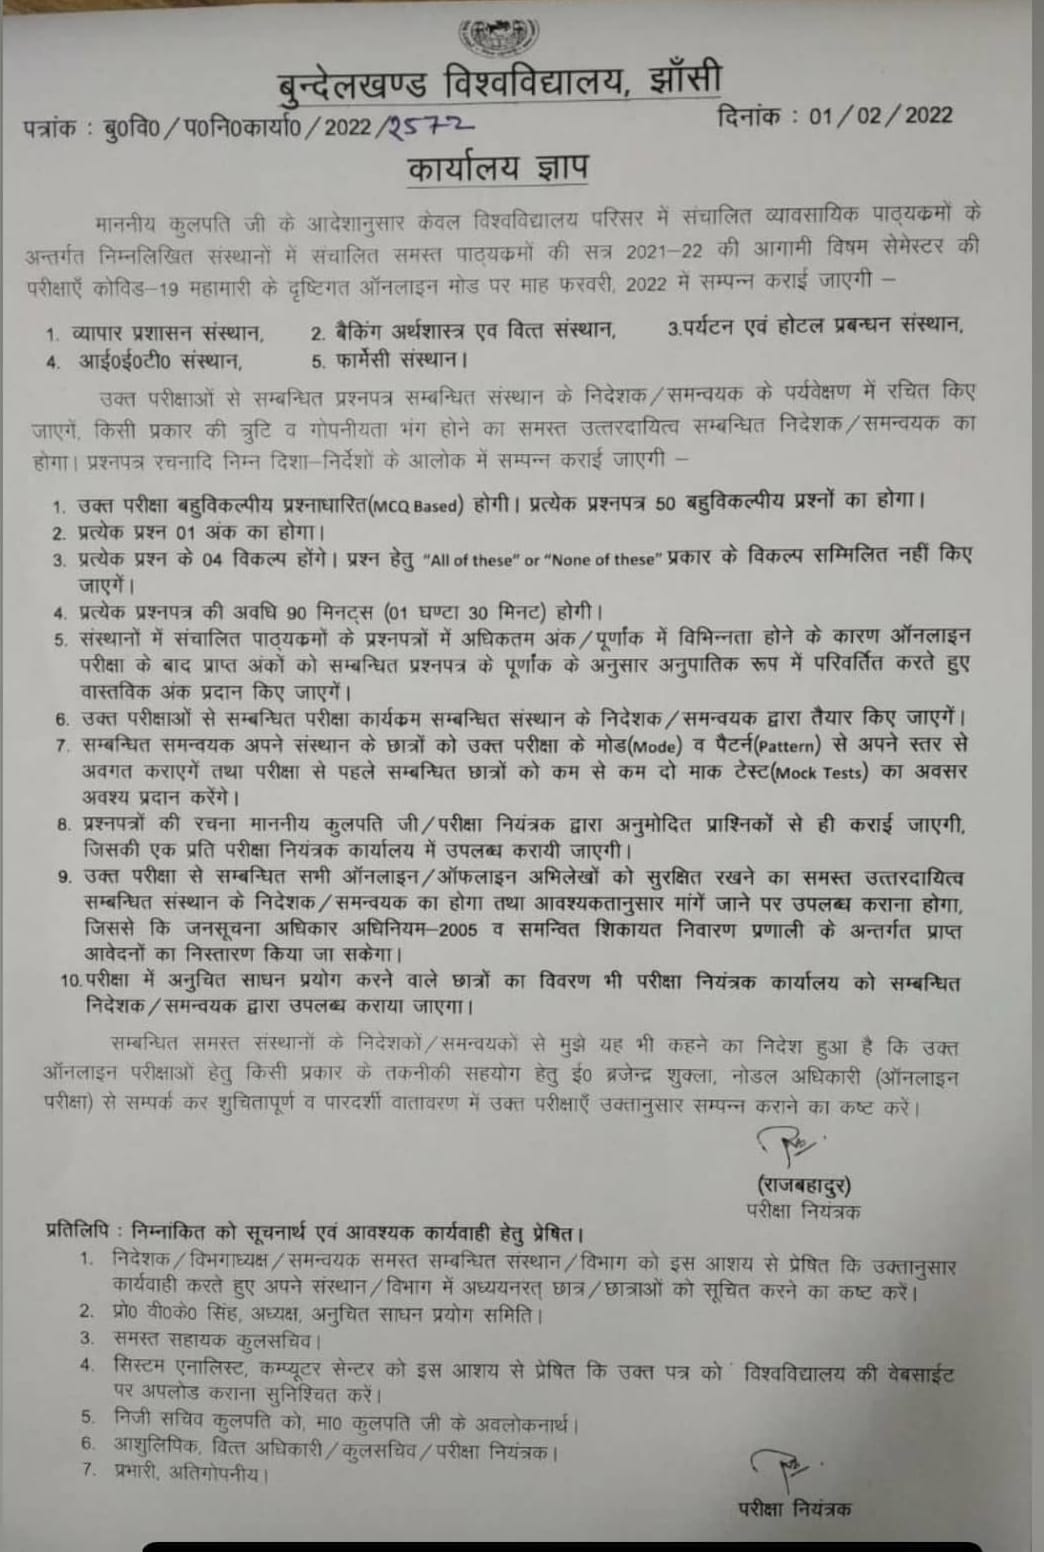 बुन्देलखण्ड विश्वविद्यालय, झाँसी
पत्रांक : बु0वि0/प0नि0कार्या0/2022/2572
दिनांक : 01/02/2022
कार्यालय ज्ञाप
माननीय कुलपति जी के आदेशानुसार केवल विश्वविद्यालय परिसर में संचालित व्यावसायिक पाठ्यक्रमों के
अन्तर्गत निम्नलिखित संस्थानों में संचालित समस्त पाठ्यक्रमों की सत्र 2021-22 की आगामी विषम सेमेस्टर की
परीक्षाएँ कोविड-19 महामारी के दृष्टिगत ऑनलाइन मोड पर माह फरवरी, 2022 में सम्पन्न कराई जाएगी –
1. व्यापार प्रशासन संस्थान, 2. बैकिंग अर्थशास्त्र एव वित्त संस्थान, 3.पर्यटन एवं होटल प्रबन्धन संस्थान,
4. आई0ई0टी0 संस्थान, 5. फार्मेसी संस्थान।
उक्त परीक्षाओं से सम्बन्धित प्रश्नपत्र सम्बन्धित संस्थान के निदेशक/समन्वयक के पर्यवेक्षण में रचित किए
जाएगें, किसी प्रकार की त्रुटि व गोपनीयता भंग होने का समस्त उत्तरदायित्व सम्बन्धित निदेशक/समन्वयक का
होगा। प्रश्नपत्र रचनादि निम्न दिशा-निर्देशों के आलोक में सम्पन्न कराई जाएगी –
1. उक्त परीक्षा बहुविकल्पीय प्रश्नाधारित(MCQ Based) होगी। प्रत्येक प्रश्नपत्र 50 बहुविकल्पीय प्रश्नों का होगा।
2. प्रत्येक प्रश्न 01 अंक का होगा।
3. प्रत्येक प्रश्न के 04 विकल्प होंगे। प्रश्न हेतु “All of these” or “None of these” प्रकार के विकल्प सम्मिलित नहीं किए
जाएगें।
4. प्रत्येक प्रश्नपत्र की अवधि 90 मिनट्स (01 घण्टा 30 मिनट) होगी।
5. संस्थानों में संचालित पाठ्यक्रमों के प्रश्नपत्रों में अधिकतम अंक/पूर्णांक में विभिन्नता होने के कारण ऑनलाइन
परीक्षा के बाद प्राप्त अंकों को सम्बन्धित प्रश्नपत्र के पूर्णांक के अनुसार अनुपातिक रूप में परिवर्तित करते हुए
वास्तविक अंक प्रदान किए जाएगें।
6. उक्त परीक्षाओं से सम्बन्धित परीक्षा कार्यक्रम सम्बन्धित संस्थान के निदेशक/समन्वयक द्वारा तैयार किए जाएगें।
7. सम्बन्धित समन्वयक अपने संस्थान के छात्रों को उक्त परीक्षा के मोड(Mode) व पैटर्न(Pattern) से अपने स्तर से
अवगत कराएगें तथा परीक्षा से पहले सम्बन्धित छात्रों को कम से कम दो माक टेस्ट(Mock Tests) का अवसर
अवश्य प्रदान करेंगे।
8. प्रश्नपत्रों की रचना माननीय कुलपति जी/परीक्षा नियंत्रक द्वारा अनुमोदित प्राश्निकों से ही कराई जाएगी,
जिसकी एक प्रति परीक्षा नियंत्रक कार्यालय में उपलब्ध करायी जाएगी।
9. उक्त परीक्षा से सम्बन्धित सभी ऑनलाइन/ऑफलाइन अभिलेखों को सुरक्षित रखने का समस्त उत्तरदायित्व
सम्बन्धित संस्थान के निदेशक/समन्वयक का होगा तथा आवश्यकतानुसार मांगें जाने पर उपलब्ध कराना होगा,
जिससे कि जनसूचना अधिकार अधिनियम-2005 व समन्वित शिकायत निवारण प्रणाली के अन्तर्गत प्राप्त
आवेदनों का निस्तारण किया जा सकेगा।
10. परीक्षा में अनुचित साधन प्रयोग करने वाले छात्रों का विवरण भी परीक्षा नियंत्रक कार्यालय को सम्बन्धित
निदेशक/समन्वयक द्वारा उपलब्ध कराया जाएगा।
सम्बन्धित समस्त संस्थानों के निदेशकों/समन्वयकों से मुझे यह भी कहने का निदेश हुआ है कि उक्त
ऑनलाइन परीक्षाओं हेतु किसी प्रकार के तकनीकी सहयोग हेतु ई0 ब्रजेन्द्र शुक्ला, नोडल अधिकारी (ऑनलाइन
परीक्षा) से सम्पर्क कर शुचितापूर्ण व पारदर्शी वातावरण में उक्त परीक्षाएँ उक्तानुसार सम्पन्न कराने का कष्ट करें।
(राजबहादुर)
परीक्षा नियंत्रक
प्रतिलिपि : निम्नांकित को सूचनार्थ एवं आवश्यक कार्यवाही हेतु प्रेषित।
1. निदेशक/विभगाध्यक्ष/समन्वयक समस्त सम्बन्धित संस्थान/विभाग को इस आशय से प्रेषित कि उक्तानुसार
कार्यवाही करते हुए अपने संस्थान/विभाग में अध्ययनरत् छात्र/छात्राओं को सूचित करने का कष्ट करें।
2. प्रो0 वी0के0 सिंह, अध्यक्ष, अनुचित साधन प्रयोग समिति।
3. समस्त सहायक कुलसचिव।
4. सिस्टम एनालिस्ट, कम्प्यूटर सेन्टर को इस आशय से प्रेषित कि उक्त पत्र को विश्वविद्यालय की वेबसाईट
पर अपलोड कराना सुनिश्चित करें।
5. निजी सचिव कुलपति को, मा0 कुलपति जी के अवलोकनार्थ।
6. आशुलिपिक, वित्त अधिकारी/कुलसचिव/परीक्षा नियंत्रक।
7. प्रभारी, अतिगोपनीय।
परीक्षा नियंत्रक